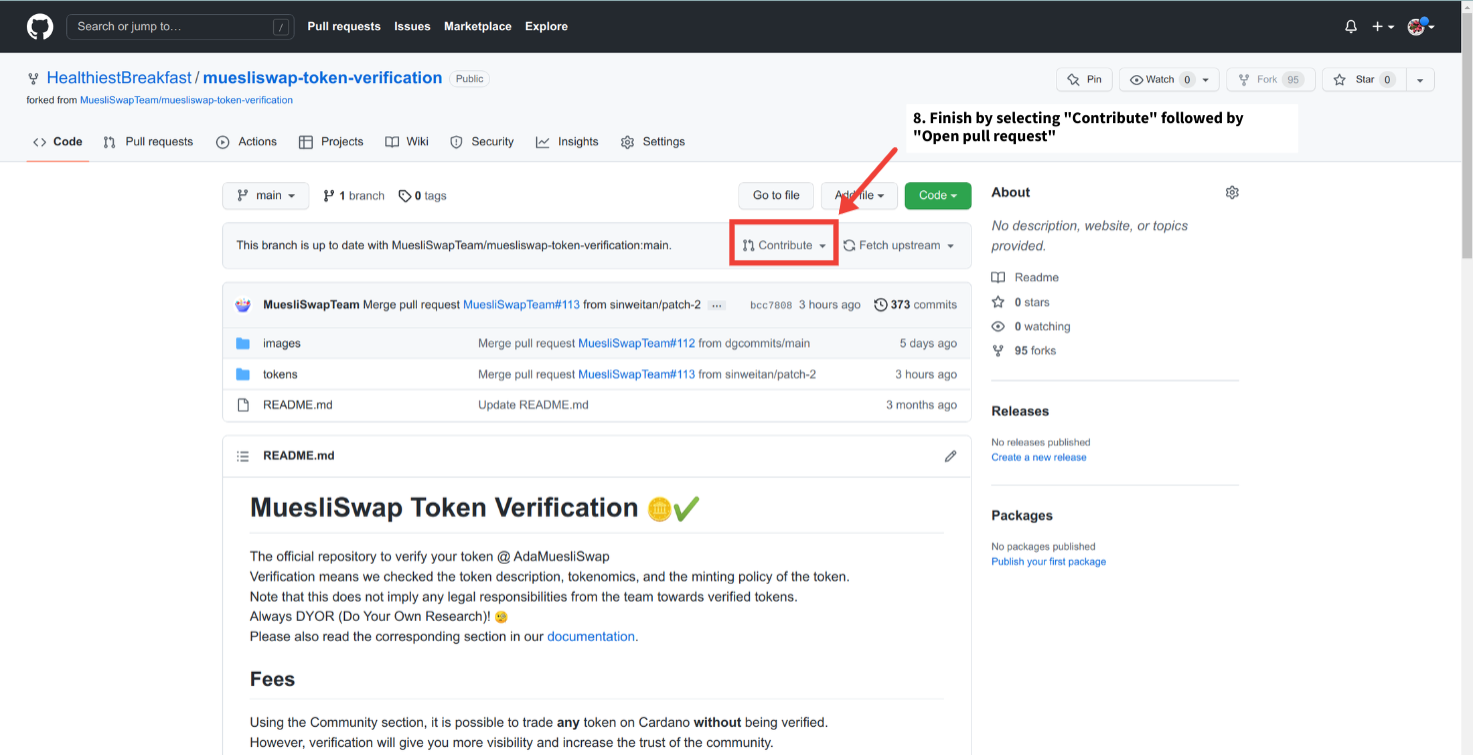 Search or jump to... /
Pull requests Issues Marketplace Explore
HealthiestBreakfast / muesliswap-token-verification Public
forked from MuesliSwapTeam/muesliswap-token-verification
Pin Watch 0 Fork 95 Star 0
8. Finish by selecting "Contribute" followed by
"Open pull request"
Code Pull requests Actions Projects Wiki Security Insights Settings
main 1 branch 0 tags Go to file Add file Code
This branch is up to date with MuesliSwapTeam/muesliswap-token-verification:main. Contribute Fetch upstream
MuesliSwapTeam Merge pull request MuesliSwapTeam#113 from sinweitan/patch-2 ... bcc7808 3 hours ago 373 commits
images Merge pull request MuesliSwapTeam#112 from dgcommits/main 5 days ago
tokens Merge pull request MuesliSwapTeam#113 from sinweitan/patch-2 3 hours ago
README.md Update README.md 3 months ago
README.md
MuesliSwap Token Verification 🪙✔️
The official repository to verify your token @ AdaMuesliSwap
Verification means we checked the token description, tokenomics, and the minting policy of the token.
Note that this does not imply any legal responsibilities from the team towards verified tokens.
Always DYOR (Do Your Own Research)! 🧐
Please also read the corresponding section in our documentation.
Fees
Using the Community section, it is possible to trade any token on Cardano without being verified.
However, verification will give you more visibility and increase the trust of the community.
About
No description, website, or topics
provided.
Readme
0 stars
0 watching
95 forks
Releases
No releases published
Create a new release
Packages
No packages published
Publish your first package